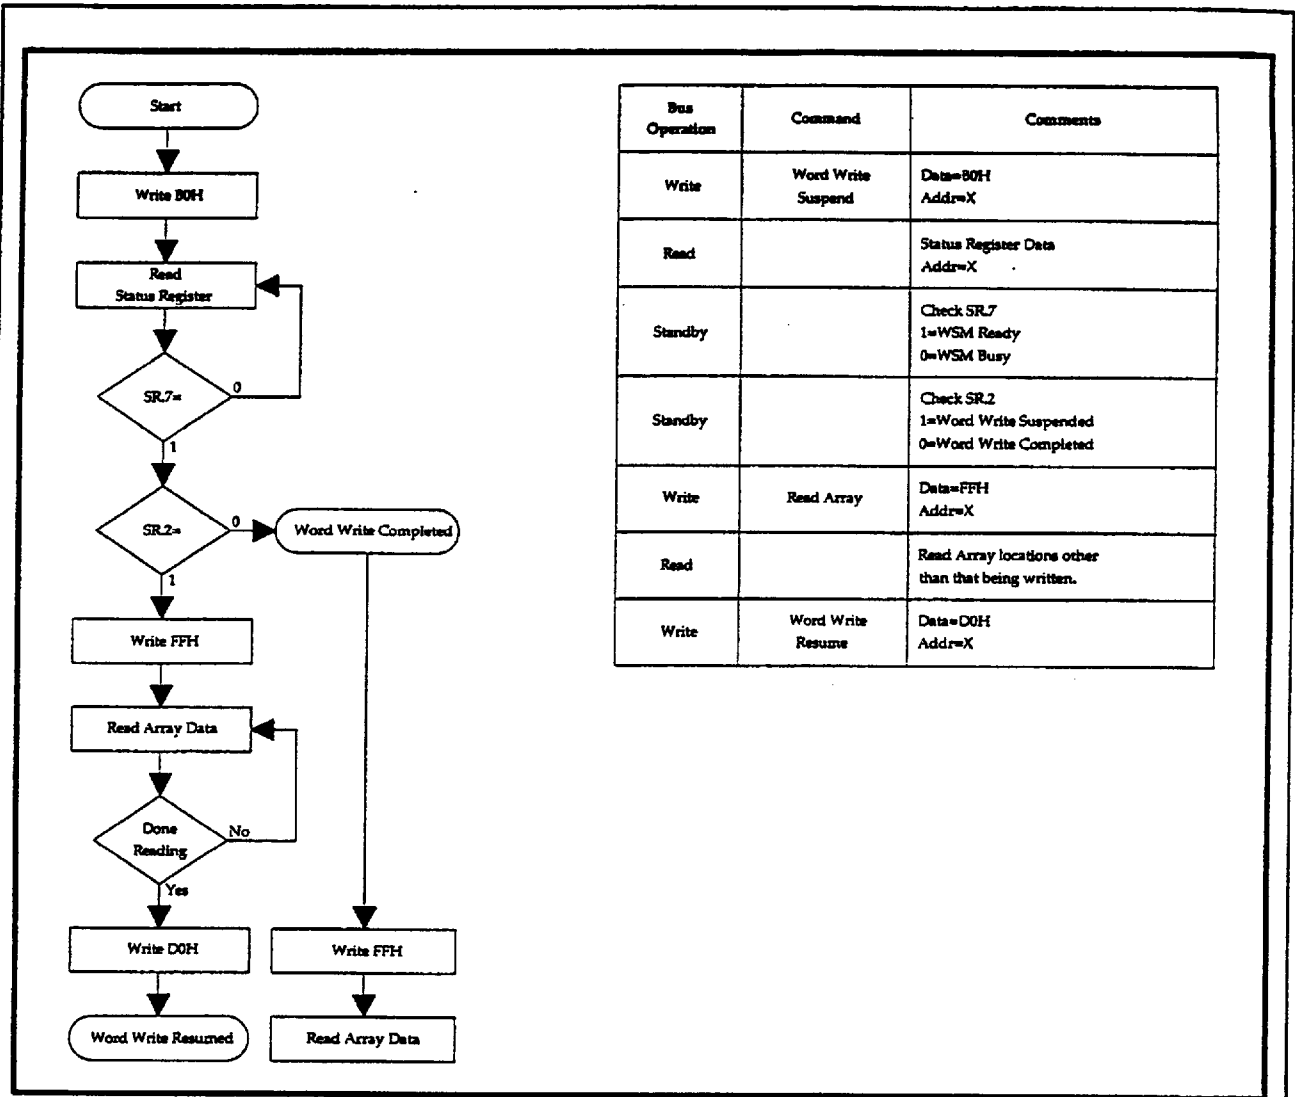 Start
Write B0H
Read
Status Register
SR.7=
0
1
SR.2=
0
Word Write Completed
1
Write FFH
Read Array Data
Done
Reading
No
Yes
Write D0H
Write FFH
Word Write Resumed
Read Array Data
Bus
Operation
Command
Comments
Write
Word Write
Suspend
Data=B0H
Addr=X
Read
Status Register Data
Addr=X
Standby
Check SR.7
1=WSM Ready
0=WSM Busy
Standby
Check SR.2
1=Word Write Suspended
0=Word Write Completed
Write
Read Array
Data=FFH
Addr=X
Read
Read Array locations other
than that being written.
Write
Word Write
Resume
Data=D0H
Addr=X